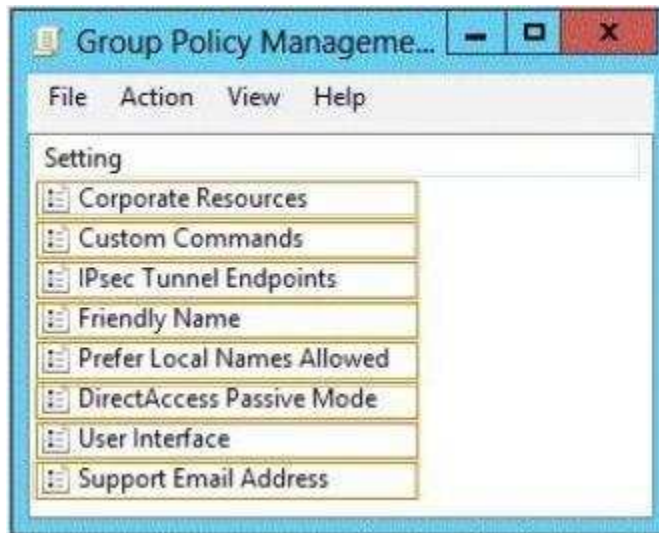 Group Policy Manageme...
File Action View Help
Setting
Corporate Resources
Custom Commands
IPsec Tunnel Endpoints
Friendly Name
Prefer Local Names Allowed
DirectAccess Passive Mode
User Interface
Support Email Address